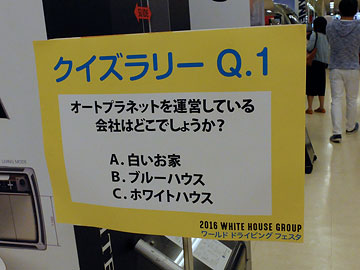 クイズラリー Q.1
オートプラネットを運営している
会社はどこでしょうか?
A.白いお家
B.ブルーハウス
C.ホワイトハウス
2016 WHITE HOUSE GROUP
ワールド ドライビング フェスタ